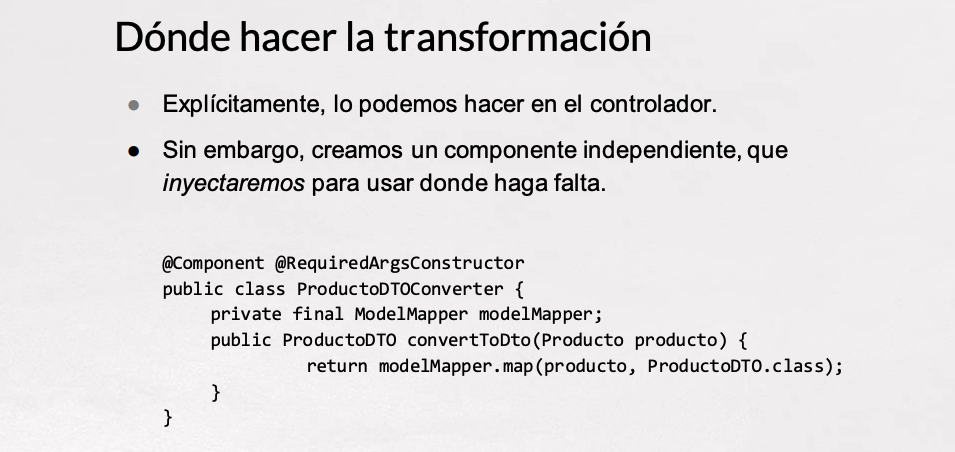 Dónde hacer la transformación
● Explícitamente, lo podemos hacer en el controlador.
● Sin embargo, creamos un componente independiente, que
inyectaremos para usar donde haga falta.
@Component @RequiredArgsConstructor
public class ProductoDTOConverter {
private final ModelMapper modelMapper;
public ProductoDTO convertToDto(Producto producto) {
return modelMapper.map(producto, ProductoDTO.class);
}
}